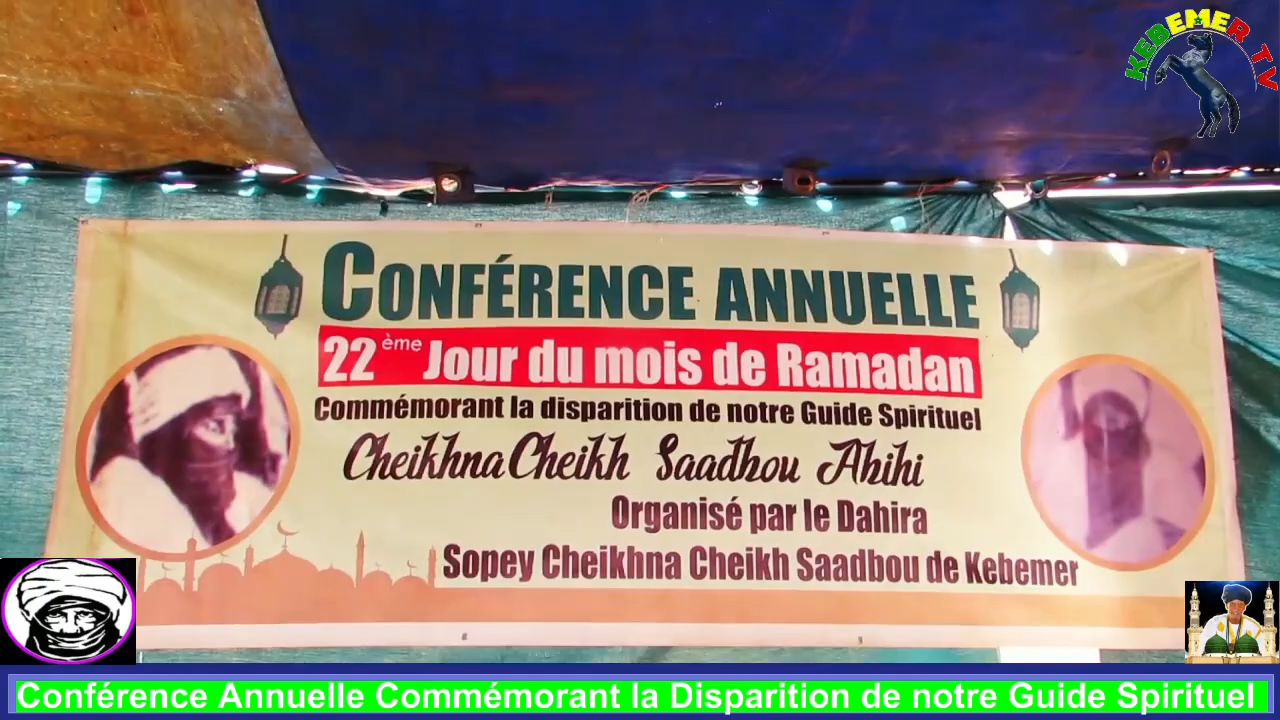 KEBEMER TV
CONFÉRENCE ANNUELLE
22ème Jour du mois de Ramadan
Commémorant la disparition de notre Guide Spirituel
Cheikhna Cheikh Saadbou Ahihi
Organisé par le Dahira
Sopey Cheikhna Cheikh Saadbou de Kebemer
Conférence Annuelle Commémorant la Disparition de notre Guide Spirituel